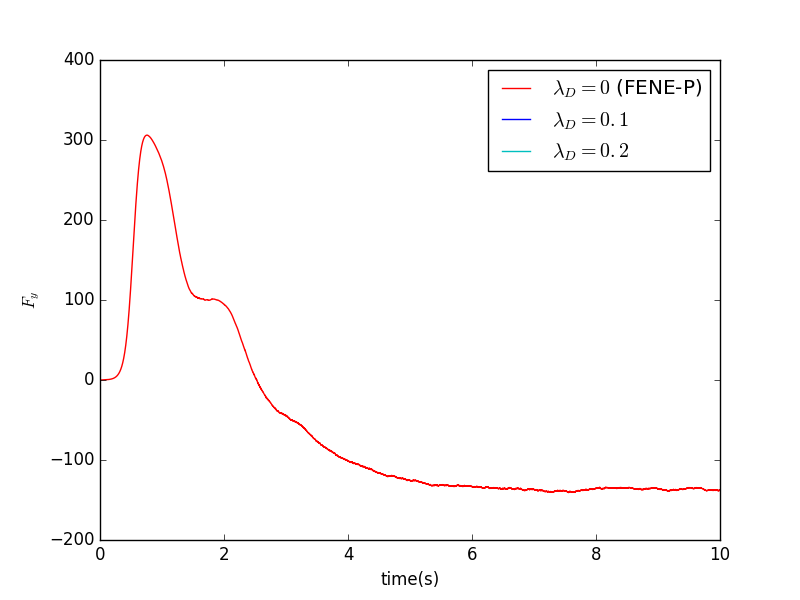 400
300
200
100
0
−100
−200
F_y
λ_D = 0 (FENE-P)
λ_D = 0.1
λ_D = 0.2
0 2 4 6 8 10
time(s)